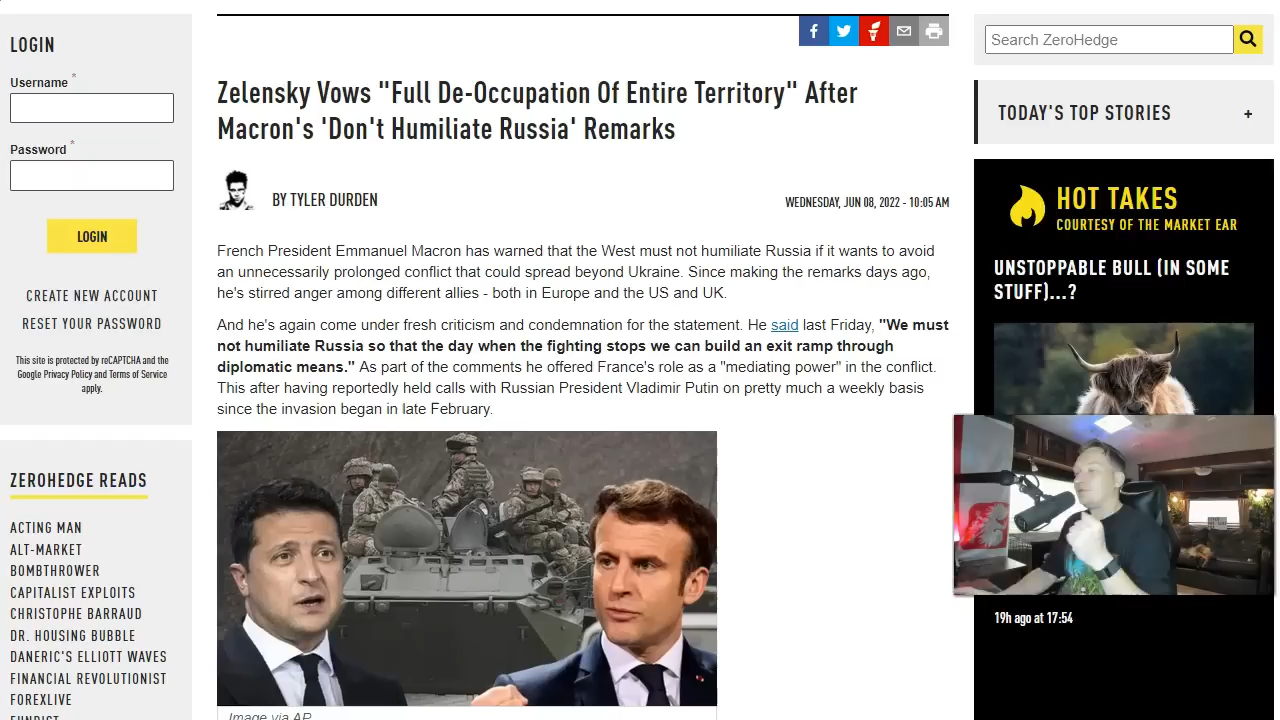 LOGIN
Username *
Password *
LOGIN
CREATE NEW ACCOUNT
RESET YOUR PASSWORD
This site is protected by reCAPTCHA and the
Google Privacy Policy and Terms of Service
apply.
ZEROHEDGE READS
ACTING MAN
ALT-MARKET
BOMBTHROWER
CAPITALIST EXPLOITS
CHRISTOPHE BARRAUD
DR. HOUSING BUBBLE
DANERIC'S ELLIOTT WAVES
FINANCIAL REVOLUTIONIST
FOREXLIVE
Zelensky Vows "Full De-Occupation Of Entire Territory" After
Macron's 'Don't Humiliate Russia' Remarks
BY TYLER DURDEN
WEDNESDAY, JUN 08, 2022 - 10:05 AM
French President Emmanuel Macron has warned that the West must not humiliate Russia if it wants to avoid
an unnecessarily prolonged conflict that could spread beyond Ukraine. Since making the remarks days ago,
he's stirred anger among different allies - both in Europe and the US and UK.
And he's again come under fresh criticism and condemnation for the statement. He said last Friday, "We must
not humiliate Russia so that the day when the fighting stops we can build an exit ramp through
diplomatic means." As part of the comments he offered France's role as a "mediating power" in the conflict.
This after having reportedly held calls with Russian President Vladimir Putin on pretty much a weekly basis
since the invasion began in late February.
Image via AP
Search ZeroHedge
TODAY'S TOP STORIES +
HOT TAKES
COURTESY OF THE MARKET EAR
UNSTOPPABLE BULL (IN SOME
STUFF)...?
19h ago at 17:54